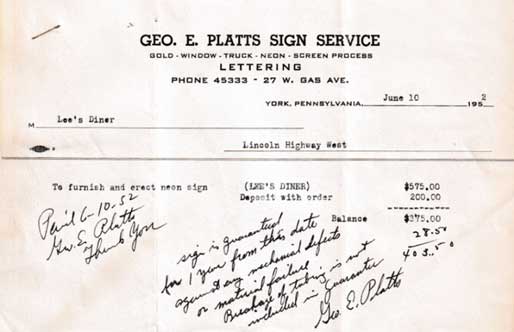 GEO. E. PLATTS SIGN SERVICE
GOLD - WINDOW - TRUCK - NEON - SCREEN PROCESS
LETTERING
PHONE 45333 - 27 W. GAS AVE.
YORK, PENNSYLVANIA, June 10 1952
M Lee's Diner
Lincoln Highway West
To furnish and erect neon sign (LEE'S DINER) $575.00
Deposit with order 200.00
Balance $375.00
28.50
403.50
Pai'd 6-10-52
Geo. E. Platts
Thank You
sign is guaranteed
for 1 year from this date
against any mechanical defects
or material failure
Breakage of tubing is not
included in guarantee
Geo. E. Platts